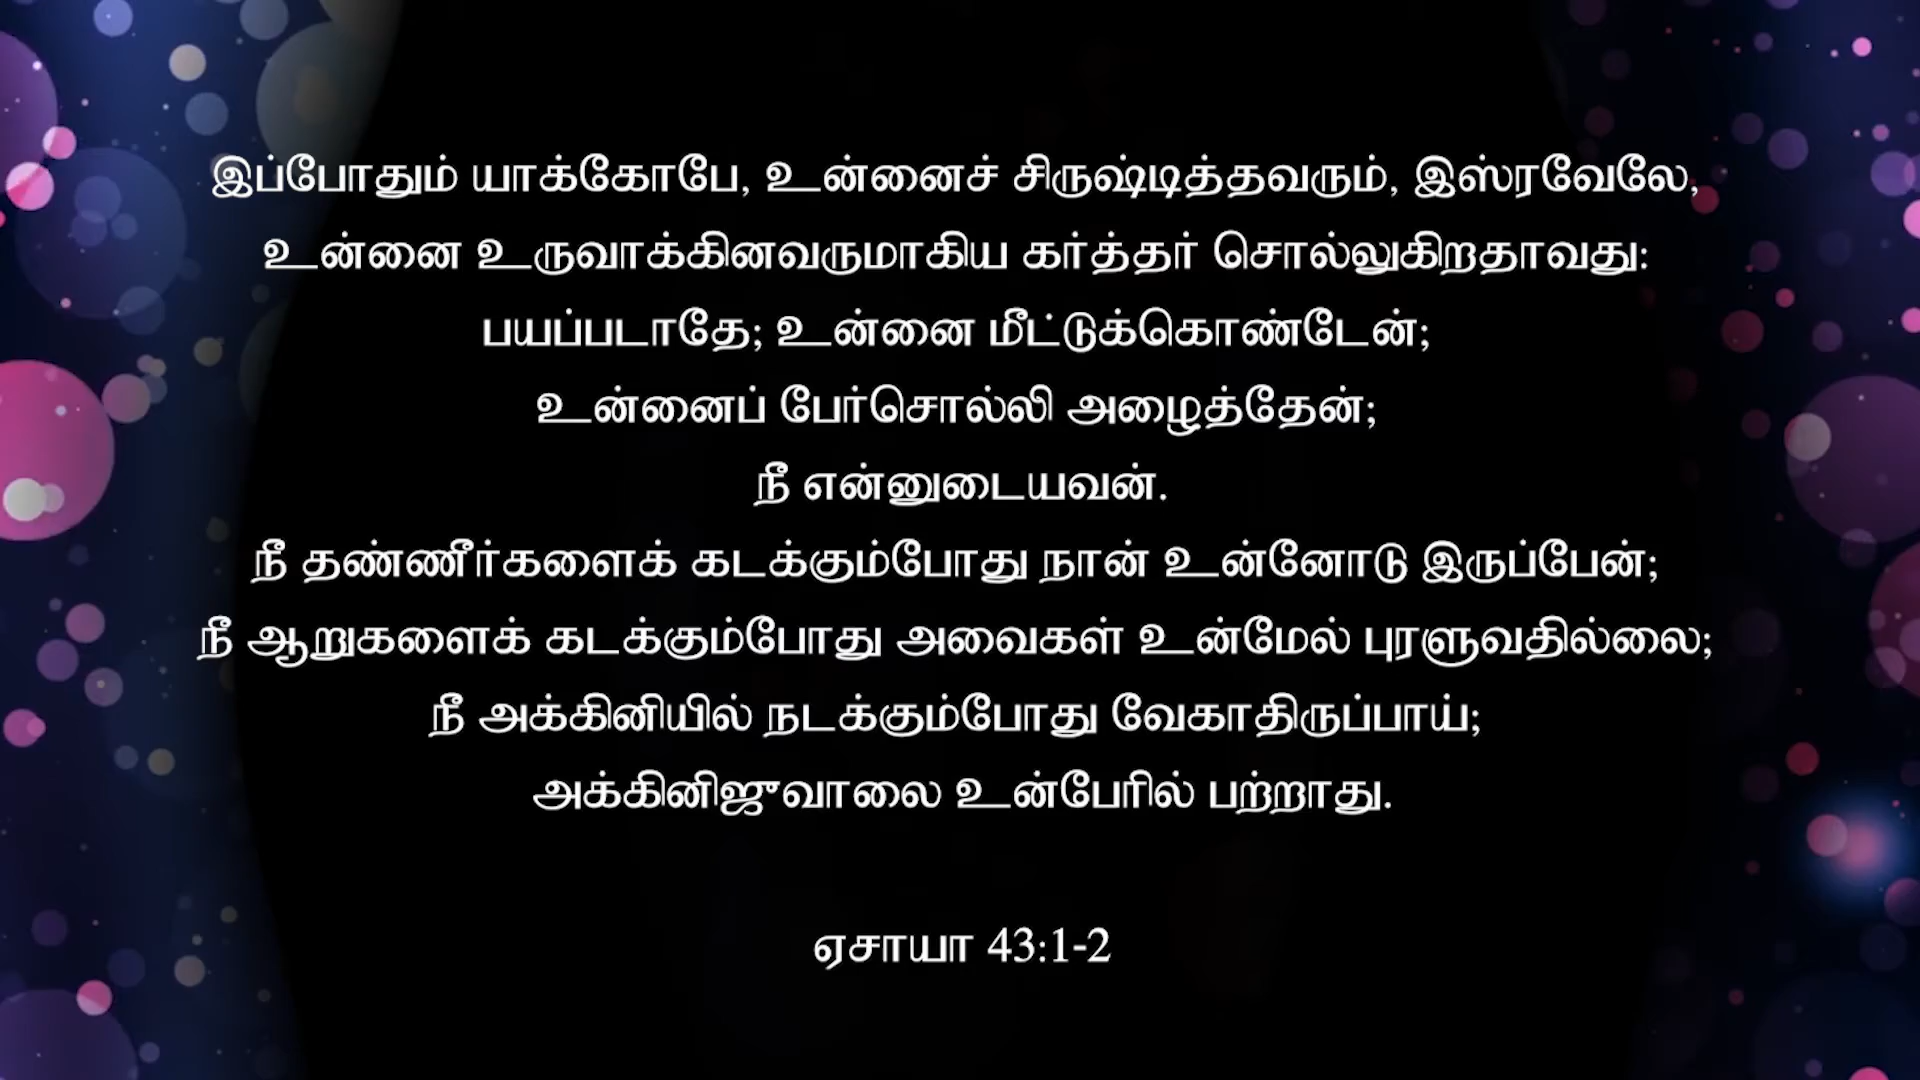 இப்போதும் யாக்கோபே, உன்னைச் சிருஷ்டித்தவரும், இஸ்ரவேலே,
உன்னை உருவாக்கினவருமாகிய கர்த்தர் சொல்லுகிறதாவது:
பயப்படாதே; உன்னை மீட்டுக்கொண்டேன்;
உன்னைப் பேர்சொல்லி அழைத்தேன்;
நீ என்னுடையவன்.
நீ தண்ணீர்களைக் கடக்கும்போது நான் உன்னோடு இருப்பேன்;
நீ ஆறுகளைக் கடக்கும்போது அவைகள் உன்மேல் புரளுவதில்லை;
நீ அக்கினியில் நடக்கும்போது வேகாதிருப்பாய்;
அக்கினிஜுவாலை உன்பேரில் பற்றாது.
ஏசாயா 43:1-2